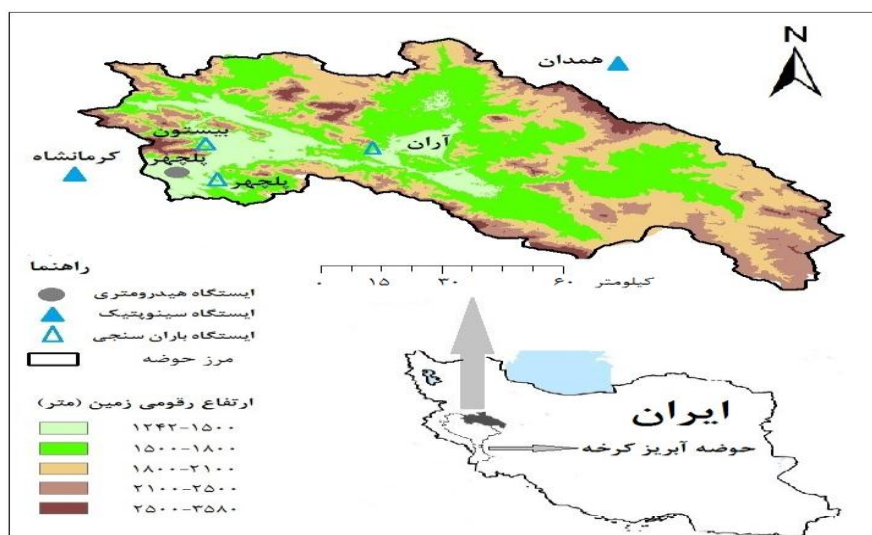 N
همدان
بیستون
آران
کرمانشاه
پلچهر
پلچهر
راهنما
ایستگاه هیدرومتری
ایستگاه سینوپتیک
ایستگاه باران سنجی
مرز حوضه
۰ ۱۵ ۳۰ ۶۰ کیلومتر
ارتفاع رقومی زمین (متر)
۱۲۴۲-۱۵۰۰
۱۵۰۰-۱۸۰۰
۱۸۰۰-۲۱۰۰
۲۱۰۰-۲۵۰۰
۲۵۰۰-۳۵۸۰
ایران
حوضه آبریز کرخه